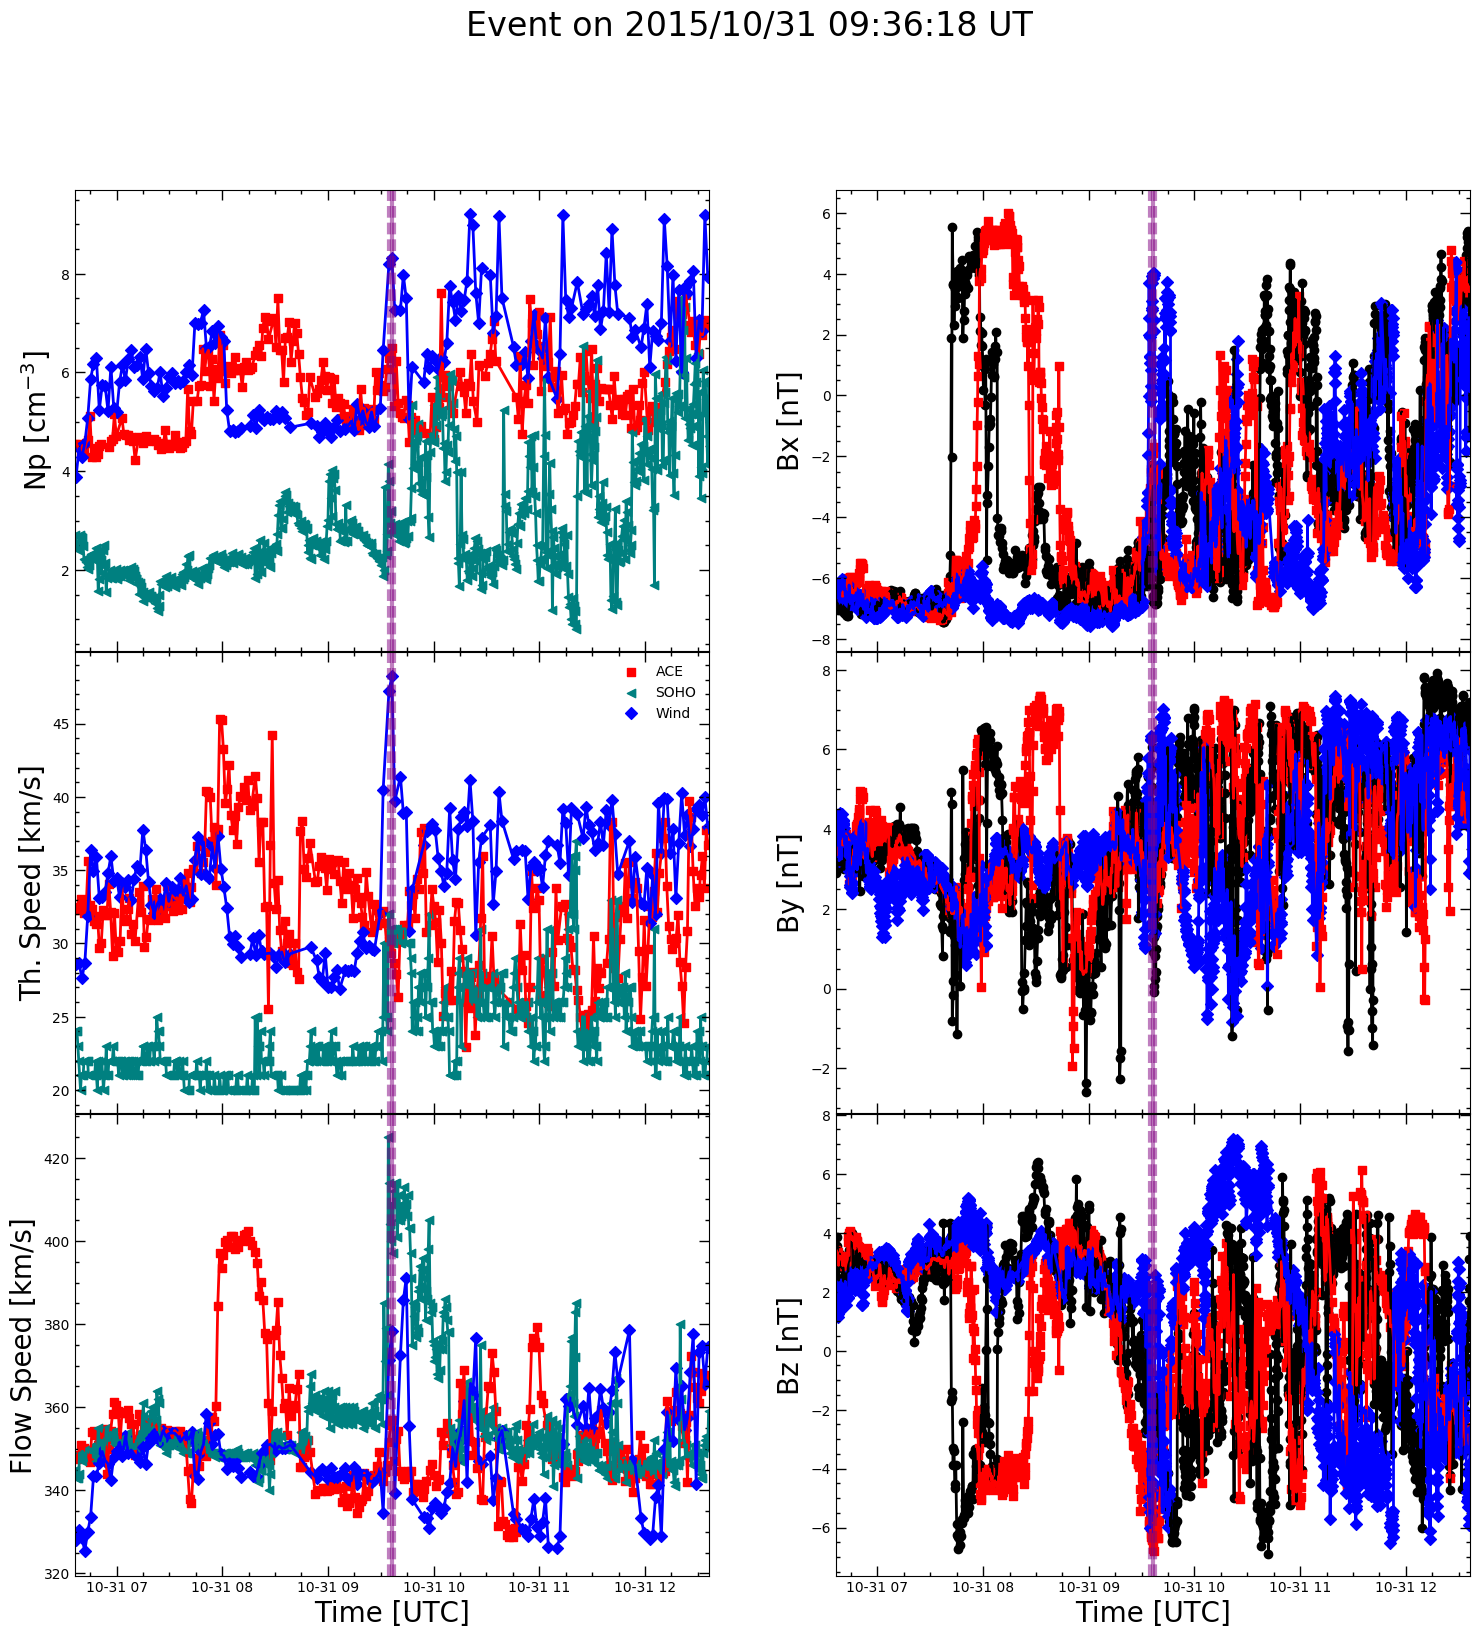 Event on 2015/10/31 09:36:18 UT
Np [cm⁻³]
8
6
4
2
Th. Speed [km/s]
45
40
35
30
25
20
ACE
SOHO
Wind
Flow Speed [km/s]
420
400
380
360
340
320
10-31 07 10-31 08 10-31 09 10-31 10 10-31 11 10-31 12
Time [UTC]
Bx [nT]
6
4
2
0
−2
−4
−6
−8
By [nT]
8
6
4
2
0
−2
Bz [nT]
8
6
4
2
0
−2
−4
−6
10-31 07 10-31 08 10-31 09 10-31 10 10-31 11 10-31 12
Time [UTC]